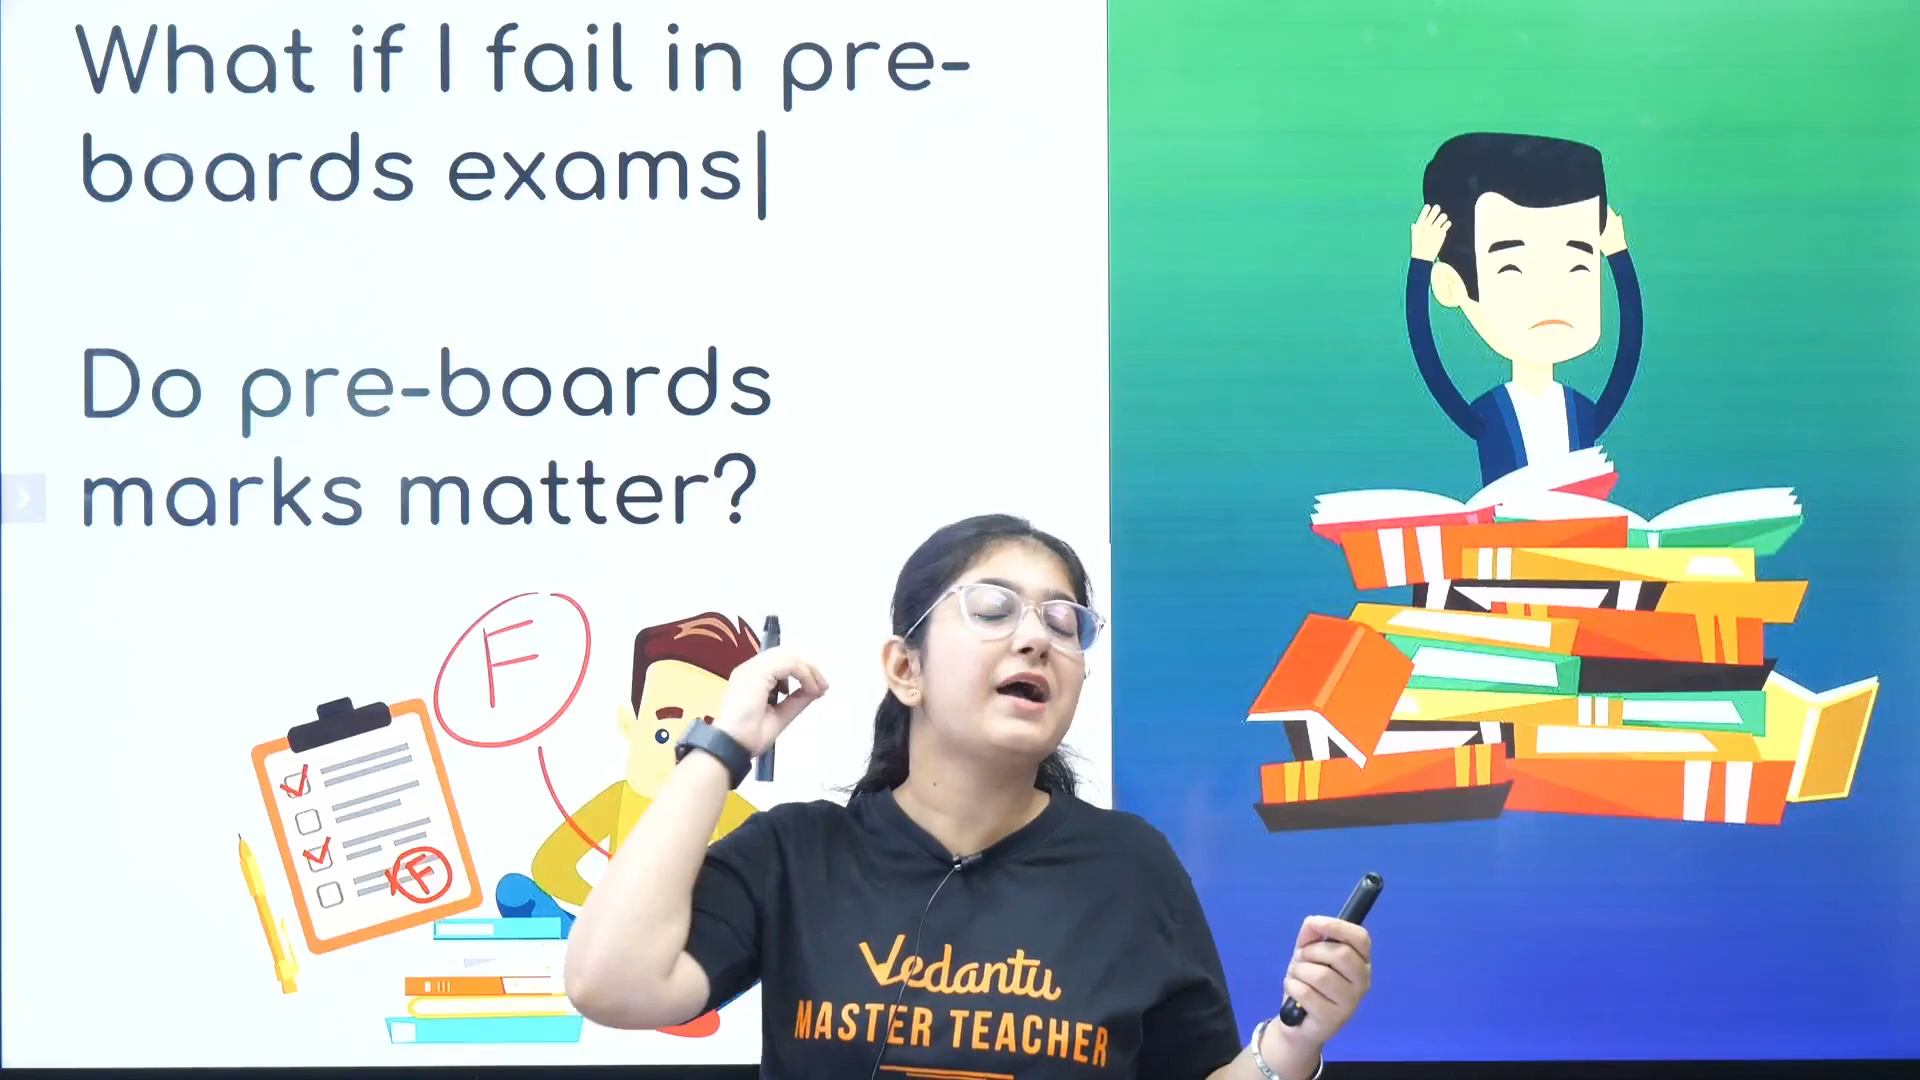 What if I fail in pre-
boards exams|
Do pre-boards
marks matter?
F
F
Vedantu
MASTER TEACHER